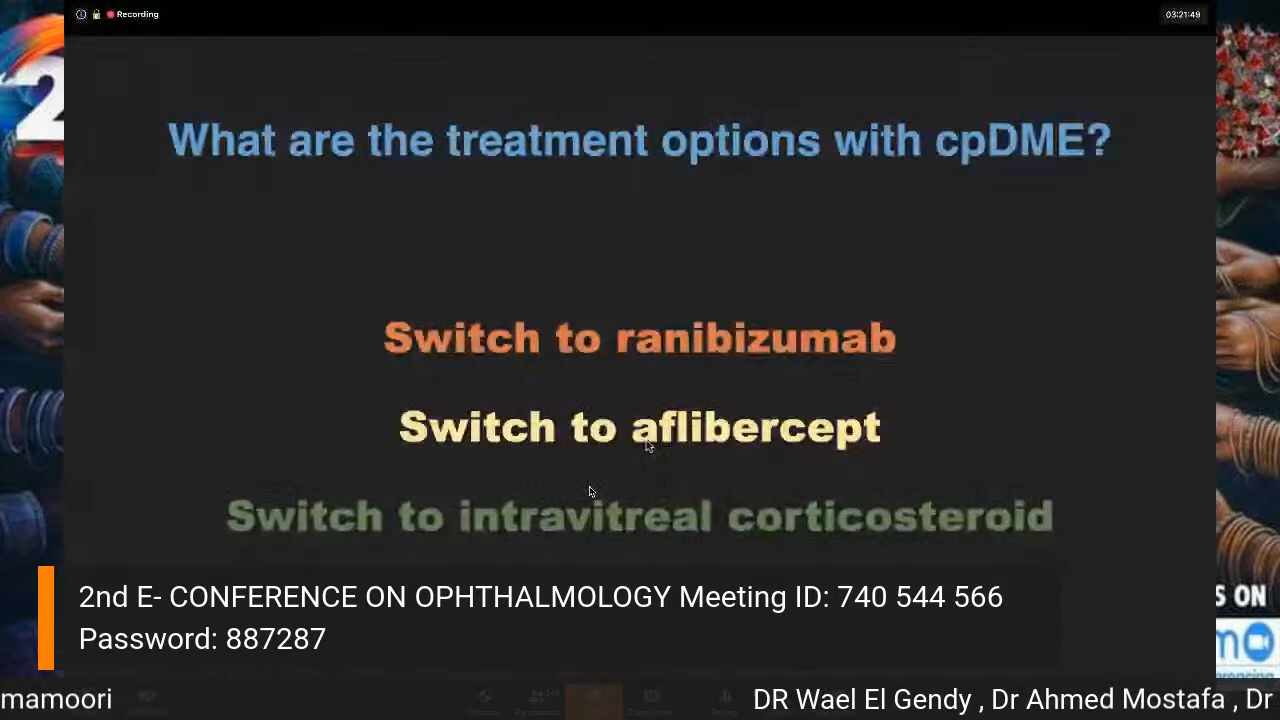 Recording
03:21:49
2
What are the treatment options with cpDME?
Switch to ranibizumab
Switch to aflibercept
Switch to intravitreal corticosteroid
2nd E- CONFERENCE ON OPHTHALMOLOGY Meeting ID: 740 544 566
Password: 887287
S ON
m
mamoori
DR Wael El Gendy , Dr Ahmed Mostafa , Dr